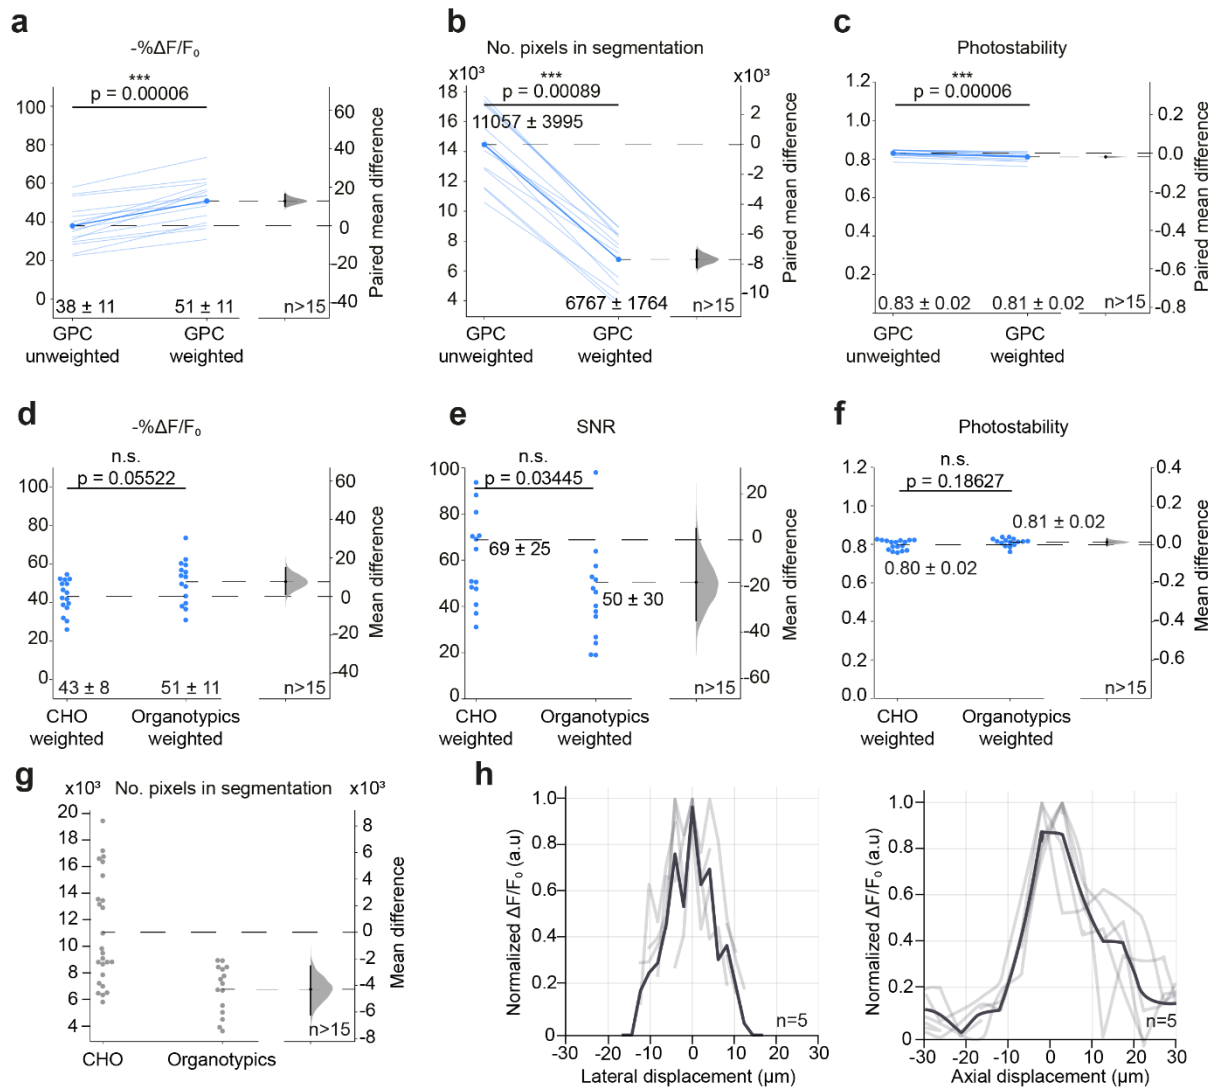 a
-%ΔF/F₀
***
p = 0.00006
100
80
60
40
20
0
38 ± 11
51 ± 11
GPC
unweighted
GPC
weighted
60
40
20
0
20
-40
n>15
Paired mean difference
b
No. pixels in segmentation
x10³
x10³
***
p = 0.00089
11057 ± 3995
18
16
14
12
10
8
6
4
6767 ± 1764
GPC
unweighted
GPC
weighted
2
0
-2
-4
-6
-8
-10
n>15
Paired mean difference
c
Photostability
***
p = 0.00006
1.2
1.0
0.8
0.6
0.4
0.2
0.83 ± 0.02
0.81 ± 0.02
GPC
unweighted
GPC
weighted
0.2
0.0
-0.2
-0.4
-0.6
-0.8
n>15
Paired mean difference
d
-%ΔF/F₀
n.s.
p = 0.05522
100
80
60
40
20
0
43 ± 8
51 ± 11
CHO
weighted
Organotypics
weighted
60
40
20
0
20
-40
n>15
Mean difference
e
SNR
n.s.
p = 0.03445
100
80
60
40
20
0
69 ± 25
50 ± 30
CHO
weighted
Organotypics
weighted
20
0
-20
-40
-60
n>15
Mean difference
f
Photostability
n.s.
p = 0.18627
1.2
1.0
0.8
0.6
0.4
0.2
0.0
0.81 ± 0.02
0.80 ± 0.02
CHO
weighted
Organotypics
weighted
0.4
0.2
0.0
-0.2
-0.4
-0.6
n>15
Mean difference
g
x10³
No. pixels in segmentation
x10³
20
18
16
14
12
10
8
6
4
CHO
Organotypics
8
6
4
2
0
-2
-4
-6
-8
n>15
Mean difference
h
Normalized ΔF/F₀ (a.u)
1.0
0.8
0.6
0.4
0.2
0
n=5
-30
-20
-10
0
10
20
30
Lateral displacement (µm)
Normalized ΔF/F₀ (a.u)
1.0
0.8
0.6
0.4
0.2
0
n=5
-30
-20
-10
0
10
20
30
Axial displacement (µm)